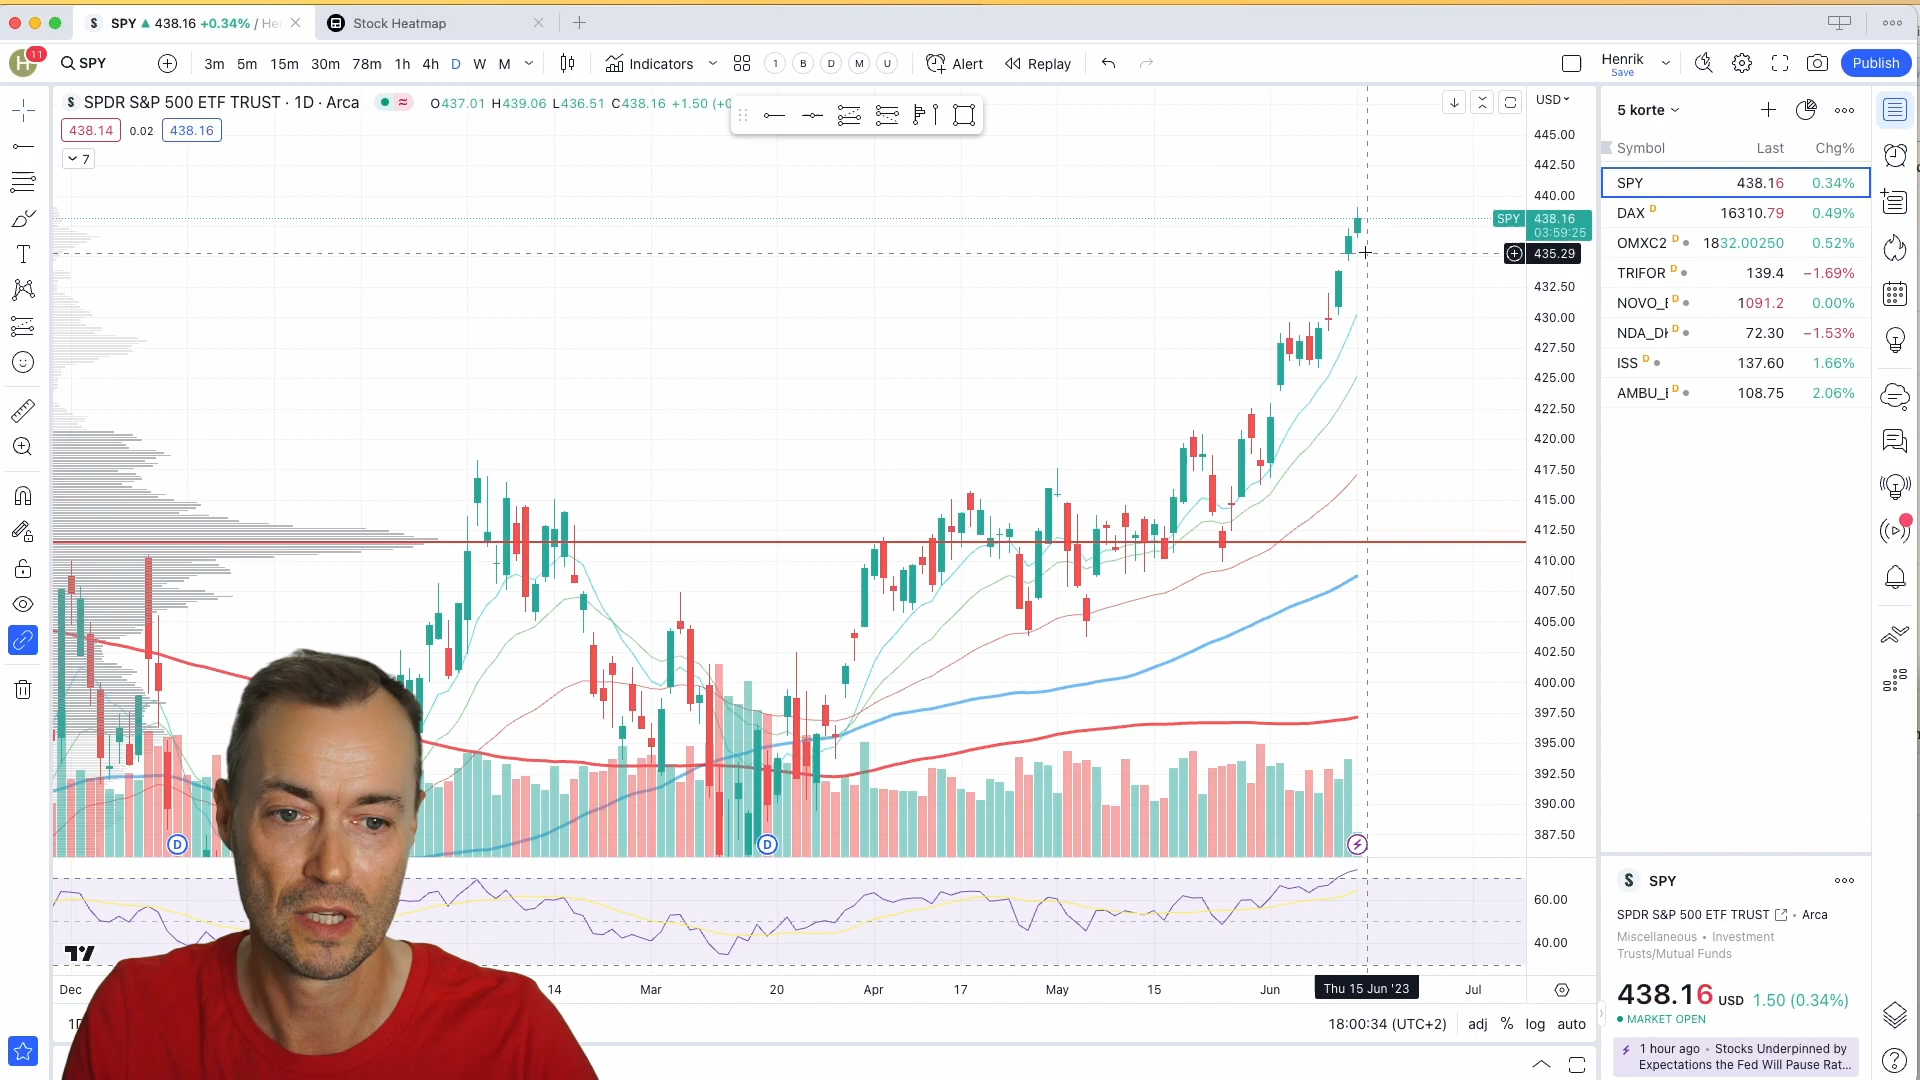 SPY 438.16 +0.34% / He
Stock Heatmap
H 11 SPY 3m 5m 15m 30m 78m 1h 4h D W M Indicators 1 B D M U Alert Replay Henrik Save Publish
SPDR S&P 500 ETF TRUST · 1D · Arca O437.01 H439.06 L436.51 C438.16 +1.50 (+0 USD
438.14 0.02 438.16
7
445.00
442.50
440.00
SPY 438.16
03:59:25
435.29
432.50
430.00
427.50
425.00
422.50
420.00
417.50
415.00
412.50
410.00
407.50
405.00
402.50
400.00
397.50
395.00
392.50
390.00
387.50
D D
60.00
40.00
Dec 14 Mar 20 Apr 17 May 15 Jun Thu 15 Jun '23 Jul
18:00:34 (UTC+2) adj % log auto
5 korte
Symbol Last Chg%
SPY 438.16 0.34%
DAX D 16310.79 0.49%
OMXC2 D 1832.00250 0.52%
TRIFOR D 139.4 −1.69%
NOVO_ D 1091.2 0.00%
NDA_D D 72.30 −1.53%
ISS D 137.60 1.66%
AMBU_ D 108.75 2.06%
S SPY
SPDR S&P 500 ETF TRUST • Arca
Miscellaneous • Investment
Trusts/Mutual Funds
438.16 USD 1.50 (0.34%)
MARKET OPEN
1 hour ago • Stocks Underpinned by
Expectations the Fed Will Pause Rat...